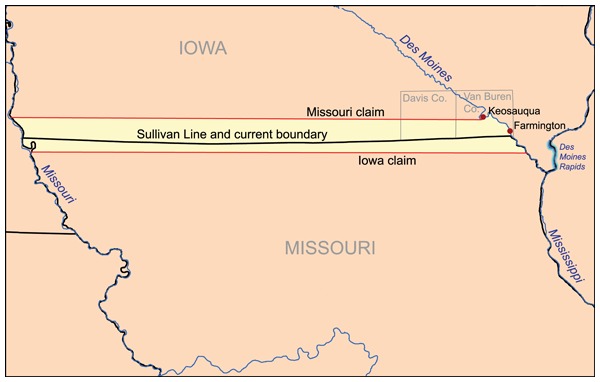 IOWA
Des Moines
Davis Co.
Van Buren
Co.
Keosauqua
Missouri claim
Farmington
Sullivan Line and current boundary
Iowa claim
Des
Moines
Rapids
Missouri
MISSOURI
Mississippi